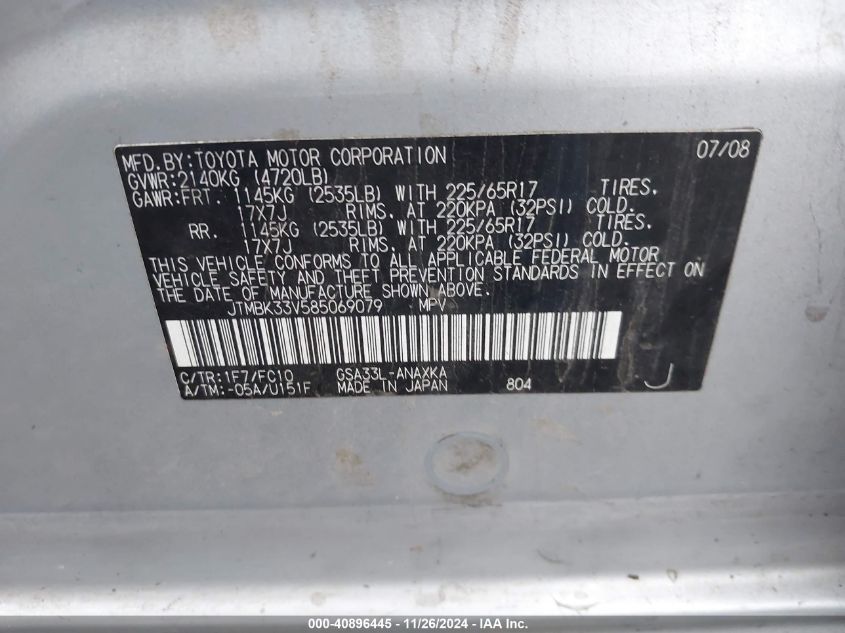 MFD.BY:TOYOTA MOTOR CORPORATION 07/08
GVWR:2140KG (4720LB)
GAWR:FRT. 1145KG (2535LB) WITH 225/65R17 TIRES.
17X7J RIMS. AT 220KPA (32PSI) COLD.
RR. 1145KG (2535LB) WITH 225/65R17 TIRES.
17X7J RIMS. AT 220KPA (32PSI) COLD.
THIS VEHICLE CONFORMS TO ALL APPLICABLE FEDERAL MOTOR
VEHICLE SAFETY AND THEFT PREVENTION STANDARDS IN EFFECT ON
THE DATE OF MANUFACTURE SHOWN ABOVE.
JTMBK33V585069079 MPV
C/TR:1F7/FC10 GSA33L-ANAXKA
A/TM:-05A/U151F MADE IN JAPAN 804 J
000-40896445 - 11/26/2024 - IAA Inc.